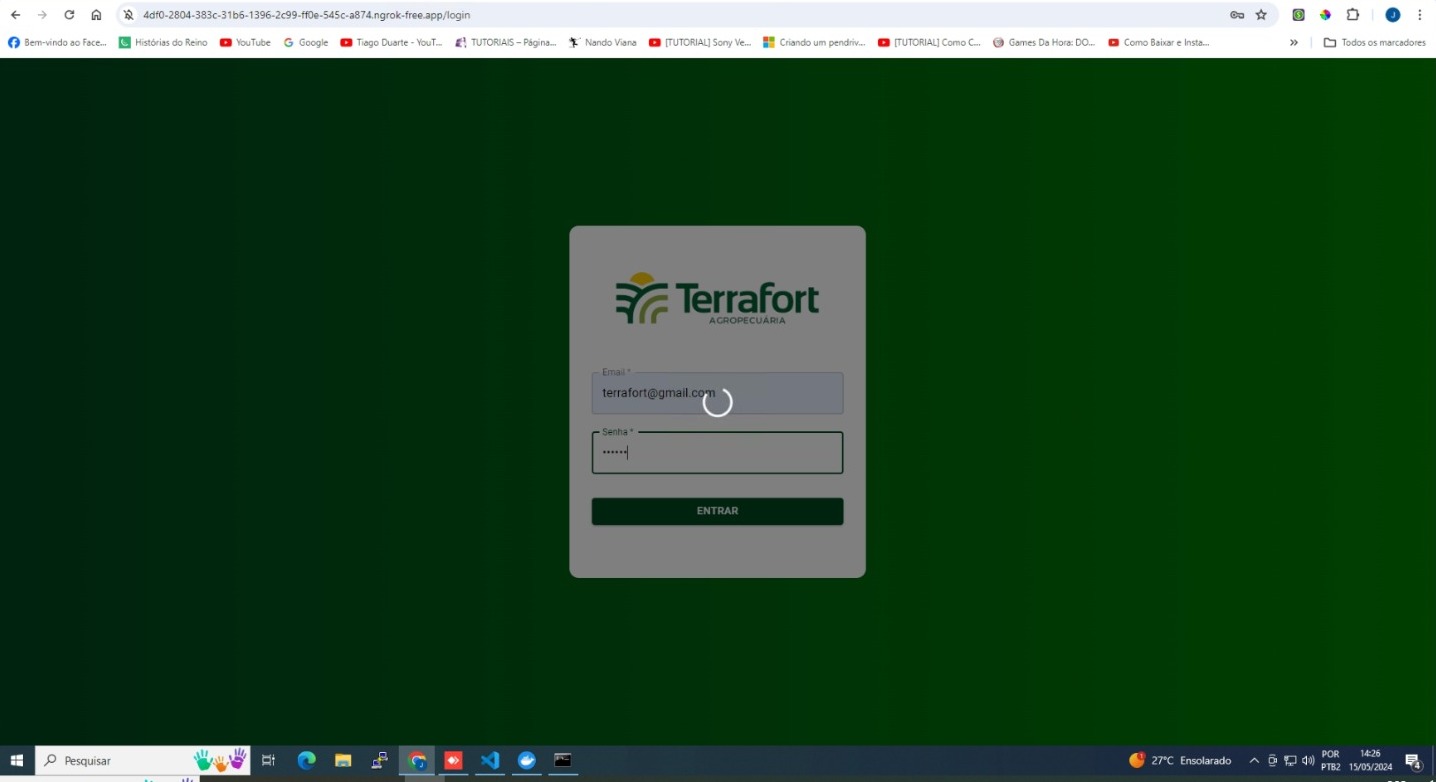 4df0-2804-383c-31b6-1396-2c99-ff0e-545c-a874.ngrok-free.app/login
J
Bem-vindo ao Face... Histórias do Reino YouTube Google Tiago Duarte - YouT... TUTORIAIS – Página... Nando Viana [TUTORIAL] Sony Ve... Criando um pendriv... [TUTORIAL] Como C... Games Da Hora: DO... Como Baixar e Insta... » Todos os marcadores
Terrafort
AGROPECUÁRIA
Email *
terrafort@gmail.com
Senha *
••••••
ENTRAR
Pesquisar
27°C Ensolarado
POR
PTB2
14:26
15/05/2024
4